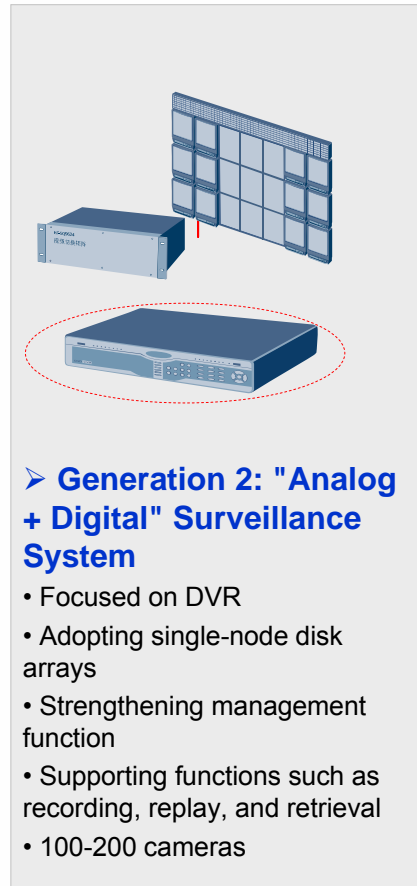 ➢ Generation 2: "Analog
+ Digital" Surveillance
System
• Focused on DVR
• Adopting single-node disk
arrays
• Strengthening management
function
• Supporting functions such as
recording, replay, and retrieval
• 100-200 cameras